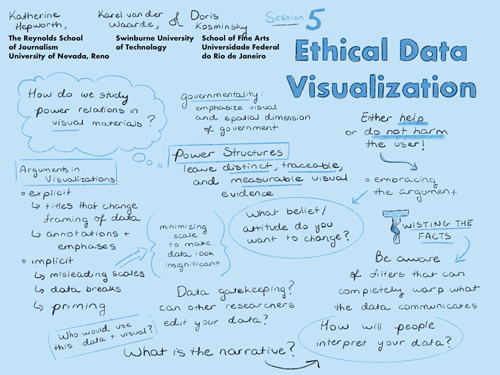 Katherine Hepworth,
Karel van der Waarde,
& Doris Kosminsky
The Reynolds School
of Journalism
University of Nevada, Reno
Swinburne University
of Technology
School of Fine Arts
Universidade Federal
do Rio de Janeiro
Session 5
Ethical Data
Visualization
How do we study
power relations in
visual materials?
governmentality:
emphasize visual
and spatial dimension
of government
Either help
or do not harm
the user!
Power Structures
leave distinct, traceable,
and measurable visual
evidence
Arguments in
Visualizations
explicit
↳ titles that change
framing of data
↳ annotations +
emphases
implicit
↳ misleading scales
↳ data breaks
↳ priming
minimizing
scale to
make data look
insignificant
What belief/
attitude do you
want to change?
embracing
the argument
TWISTING THE
FACTS
Be aware
of filters that can
completely warp what
the data communicates
Data gatekeeping?
can other researchers
edit your data?
Who would use
this data + visual?
What is the narrative?
How will people
interpret your data?